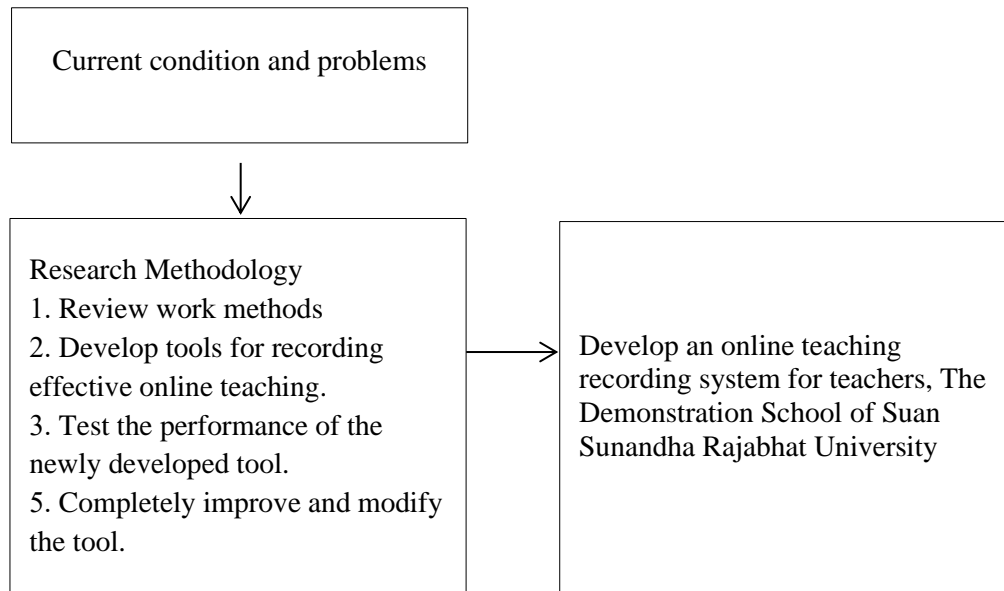 Current condition and problems
Research Methodology
1. Review work methods
2. Develop tools for recording
effective online teaching.
3. Test the performance of the
newly developed tool.
5. Completely improve and modify
the tool.
Develop an online teaching
recording system for teachers, The
Demonstration School of Suan
Sunandha Rajabhat University